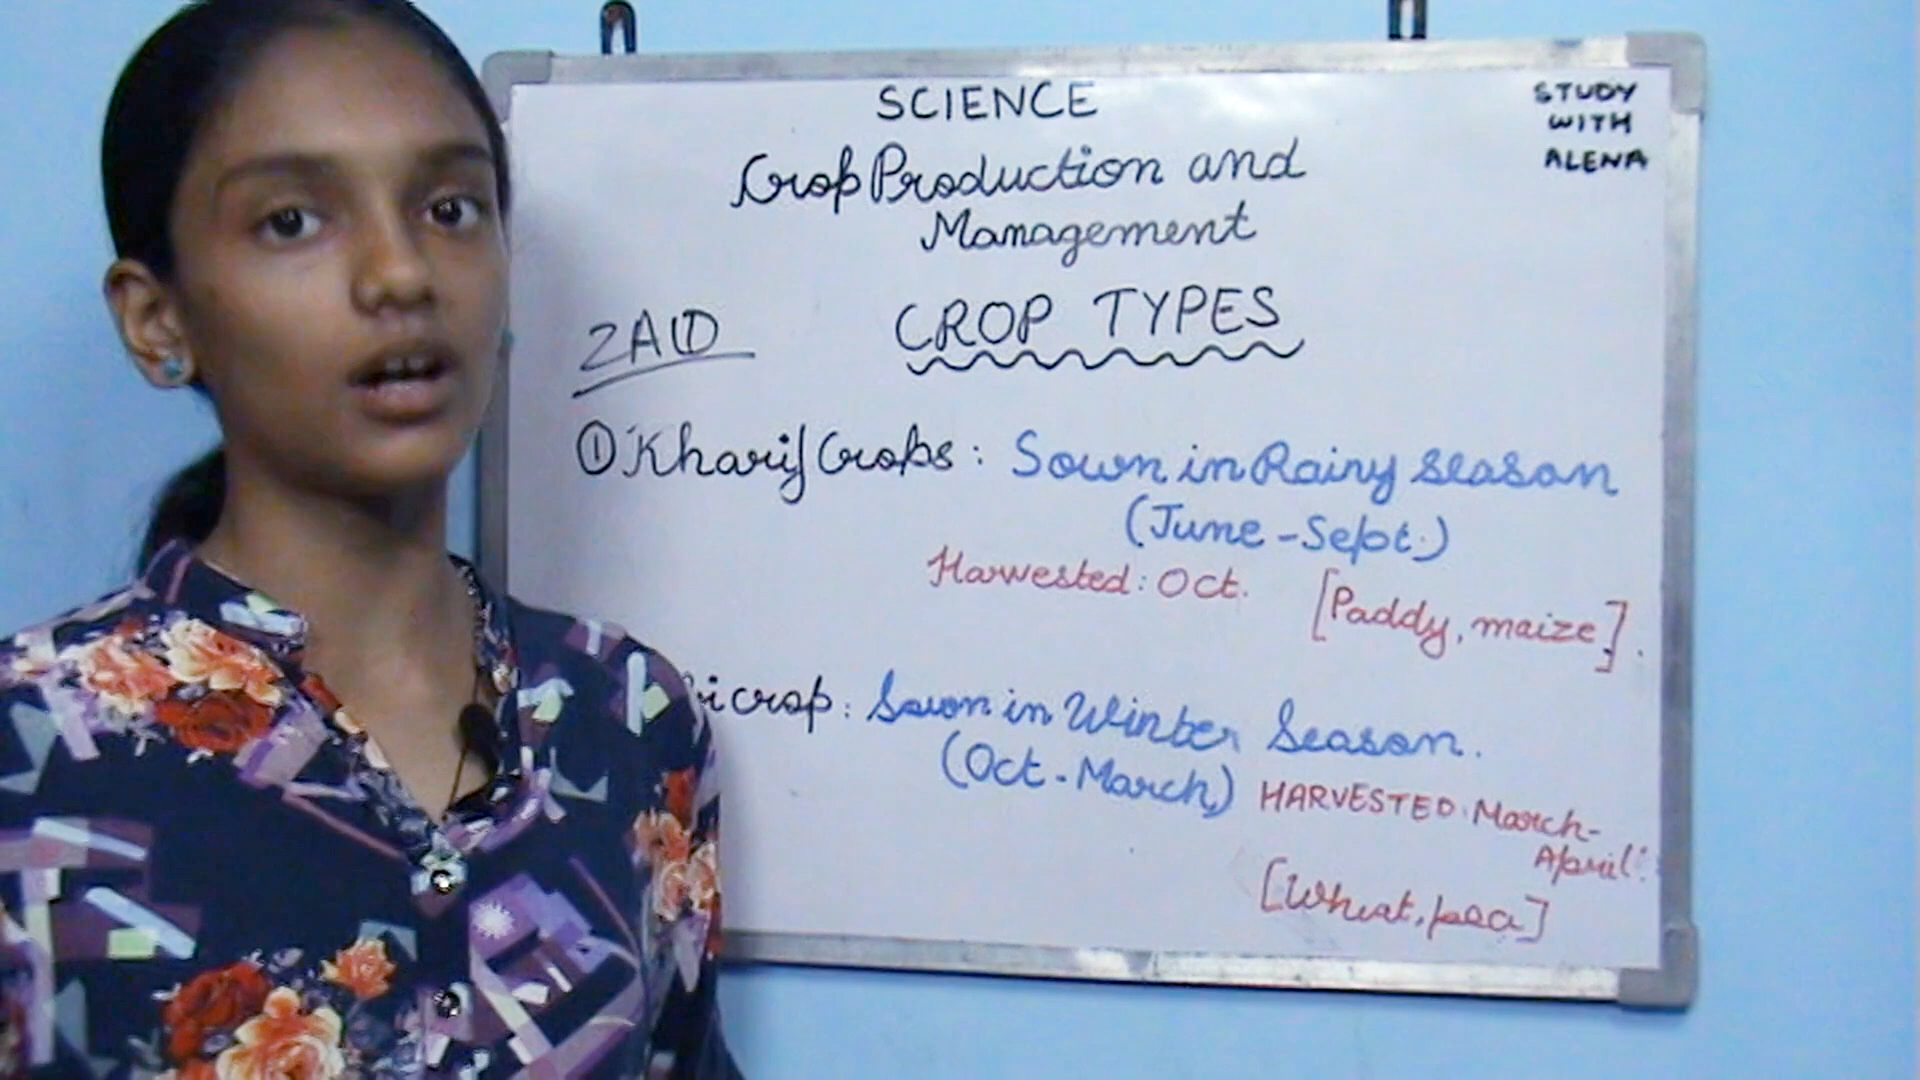 SCIENCE
STUDY
WITH
ALENA
Crop Production and
Management
ZAID
CROP TYPES
① Kharif Crops : Sown in Rainy season
(June - Sept.)
Harvested : Oct. [Paddy, maize].
crop : Sown in Winter Season.
(Oct - March) HARVESTED : March-
April.
[Wheat, pea]